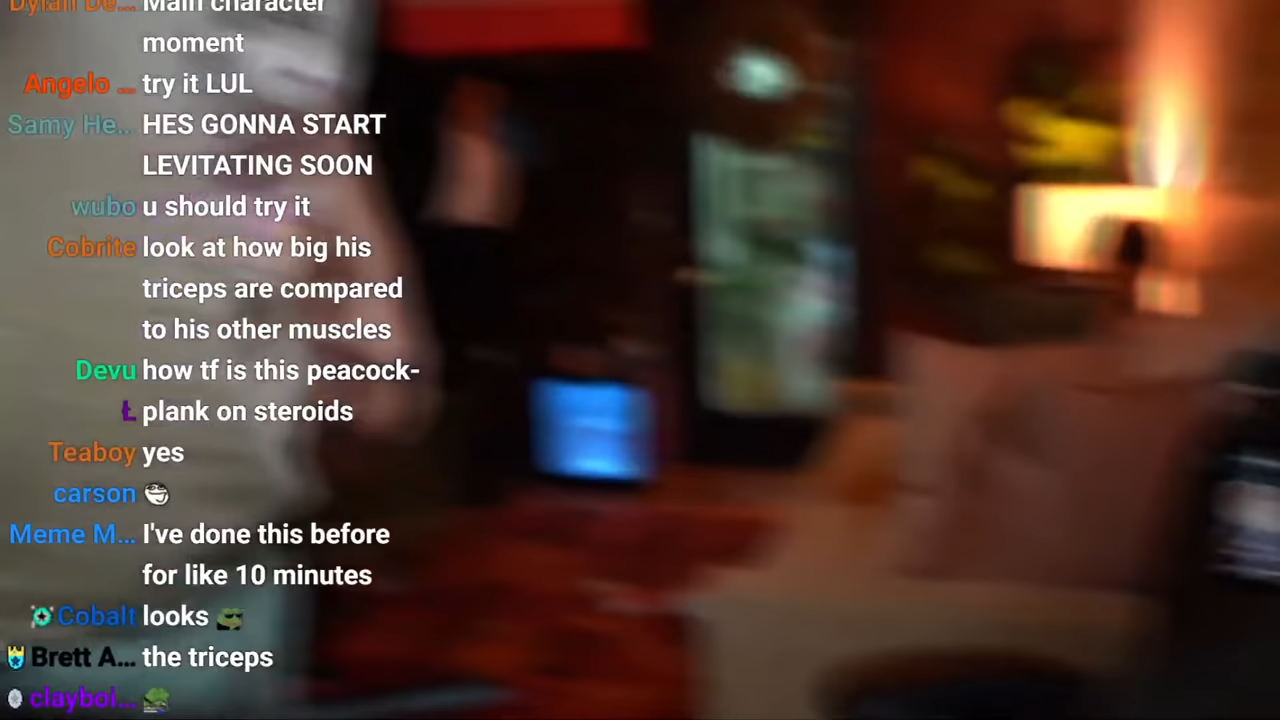 Dylan De... Main character
moment
Angelo ... try it LUL
Samy He... HES GONNA START
LEVITATING SOON
wubo u should try it
Cobrite look at how big his
triceps are compared
to his other muscles
Devu how tf is this peacock-
Ł plank on steroids
Teaboy yes
carson
Meme M... I've done this before
for like 10 minutes
Cobalt looks
Brett A... the triceps
clayboi...